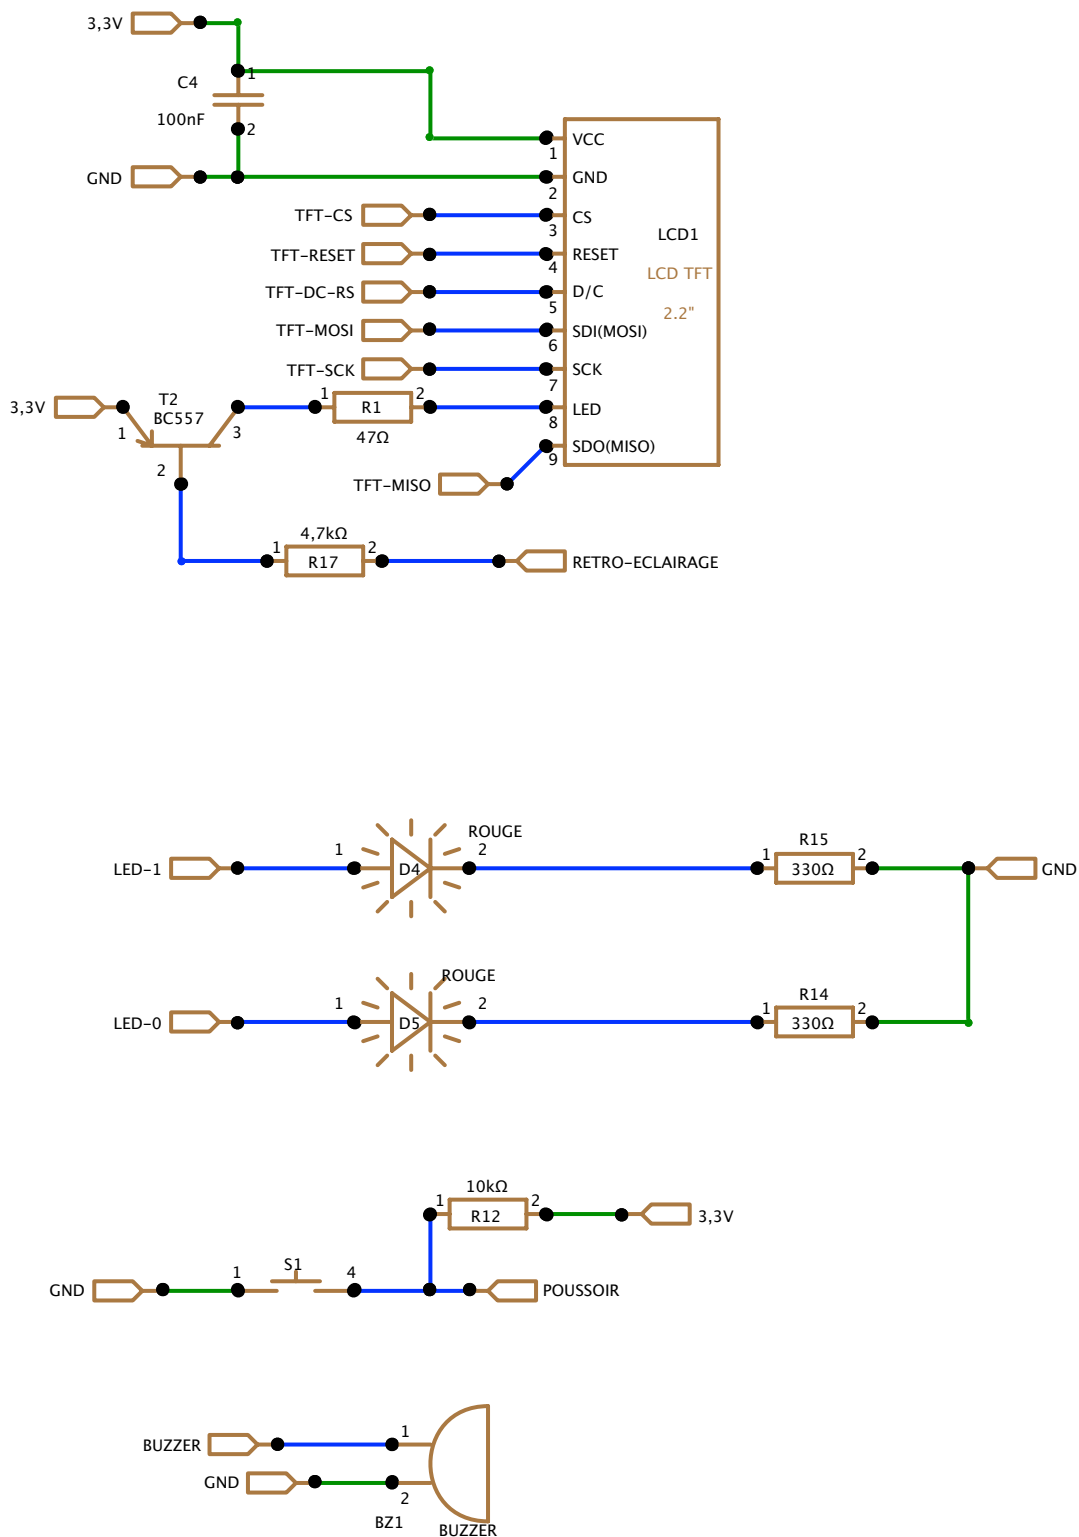 3,3V
1
C4
100nF
2
GND
VCC
1
GND
2
TFT-CS
CS
3
LCD1
TFT-RESET
RESET
4
LCD TFT
TFT-DC-RS
D/C
5
2.2"
TFT-MOSI
SDI(MOSI)
6
TFT-SCK
SCK
7
3,3V
T2
BC557
1
3
2
1
R1
2
47Ω
LED
8
SDO(MISO)
9
TFT-MISO
4,7kΩ
1
R17
2
RETRO-ECLAIRAGE
ROUGE
LED-1
1
D4
2
R15
1
330Ω
2
GND
ROUGE
LED-0
1
D5
2
R14
1
330Ω
2
10kΩ
1
R12
2
3,3V
GND
1
S1
4
POUSSOIR
BUZZER
1
GND
2
BZ1
BUZZER